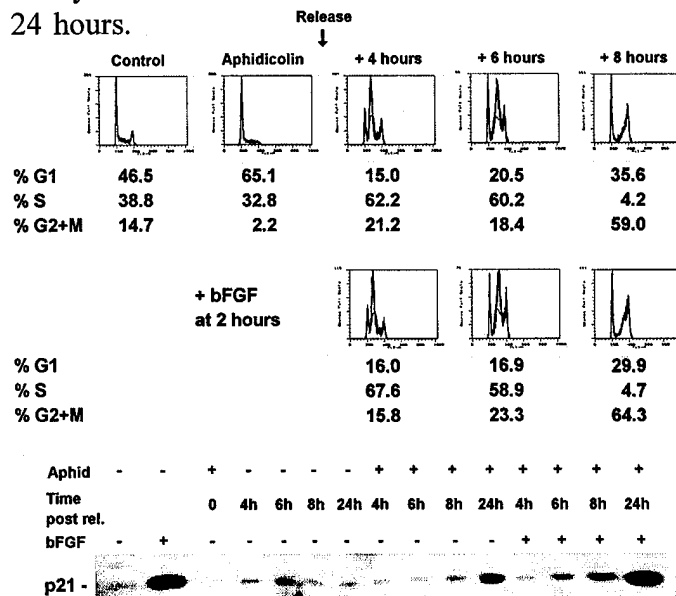 24 hours.
Release
Control Aphidicolin + 4 hours + 6 hours + 8 hours
% G1 46.5 65.1 15.0 20.5 35.6
% S 38.8 32.8 62.2 60.2 4.2
% G2+M 14.7 2.2 21.2 18.4 59.0
+ bFGF
at 2 hours
% G1 16.0 16.9 29.9
% S 67.6 58.9 4.7
% G2+M 15.8 23.3 64.3
Aphid - - + - - - - + + + + + + + +
Time 0 4h 6h 8h 24h 4h 6h 8h 24h 4h 6h 8h 24h
post rel.
bFGF - + - - - - - - - - - + + + +
p21 -